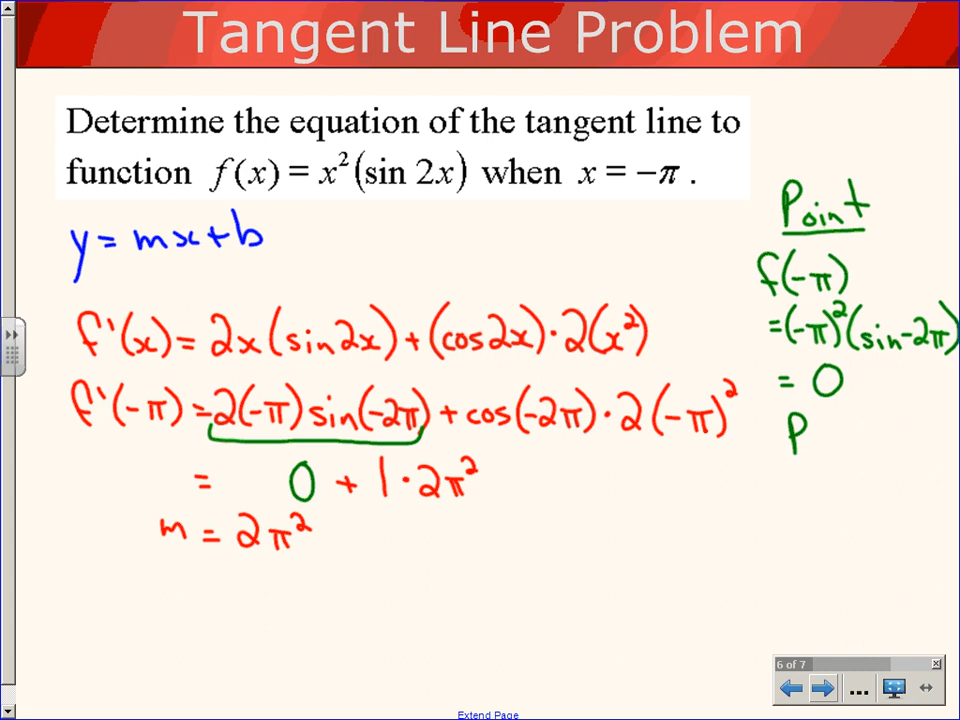 Tangent Line Problem
Determine the equation of the tangent line to
function f(x) = x²(sin 2x) when x = −π .
y = mx + b
f'(x) = 2x(sin2x) + (cos2x)·2(x²)
f'(-π) = 2(-π)sin(-2π) + cos(-2π)·2(-π)²
= 0 + 1·2π²
m = 2π²
Point
f(-π)
=(-π)²(sin-2π)
= 0
P
6 of 7
...
Extend Page